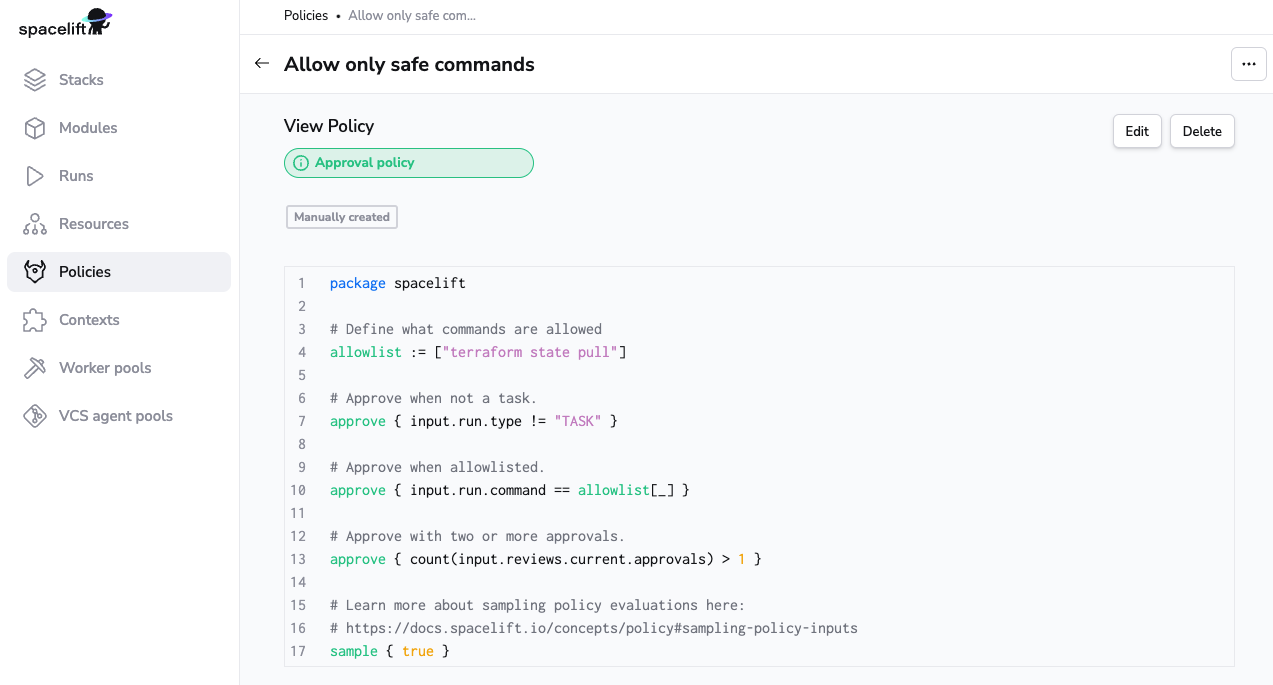 spacelift
Policies • Allow only safe com...
Stacks
Modules
Runs
Resources
Policies
Contexts
Worker pools
VCS agent pools
← Allow only safe commands
View Policy
Edit
Delete
Approval policy
Manually created
1 package spacelift
2
3 # Define what commands are allowed
4 allowlist := ["terraform state pull"]
5
6 # Approve when not a task.
7 approve { input.run.type != "TASK" }
8
9 # Approve when allowlisted.
10 approve { input.run.command == allowlist[_] }
11
12 # Approve with two or more approvals.
13 approve { count(input.reviews.current.approvals) > 1 }
14
15 # Learn more about sampling policy evaluations here:
16 # https://docs.spacelift.io/concepts/policy#sampling-policy-inputs
17 sample { true }